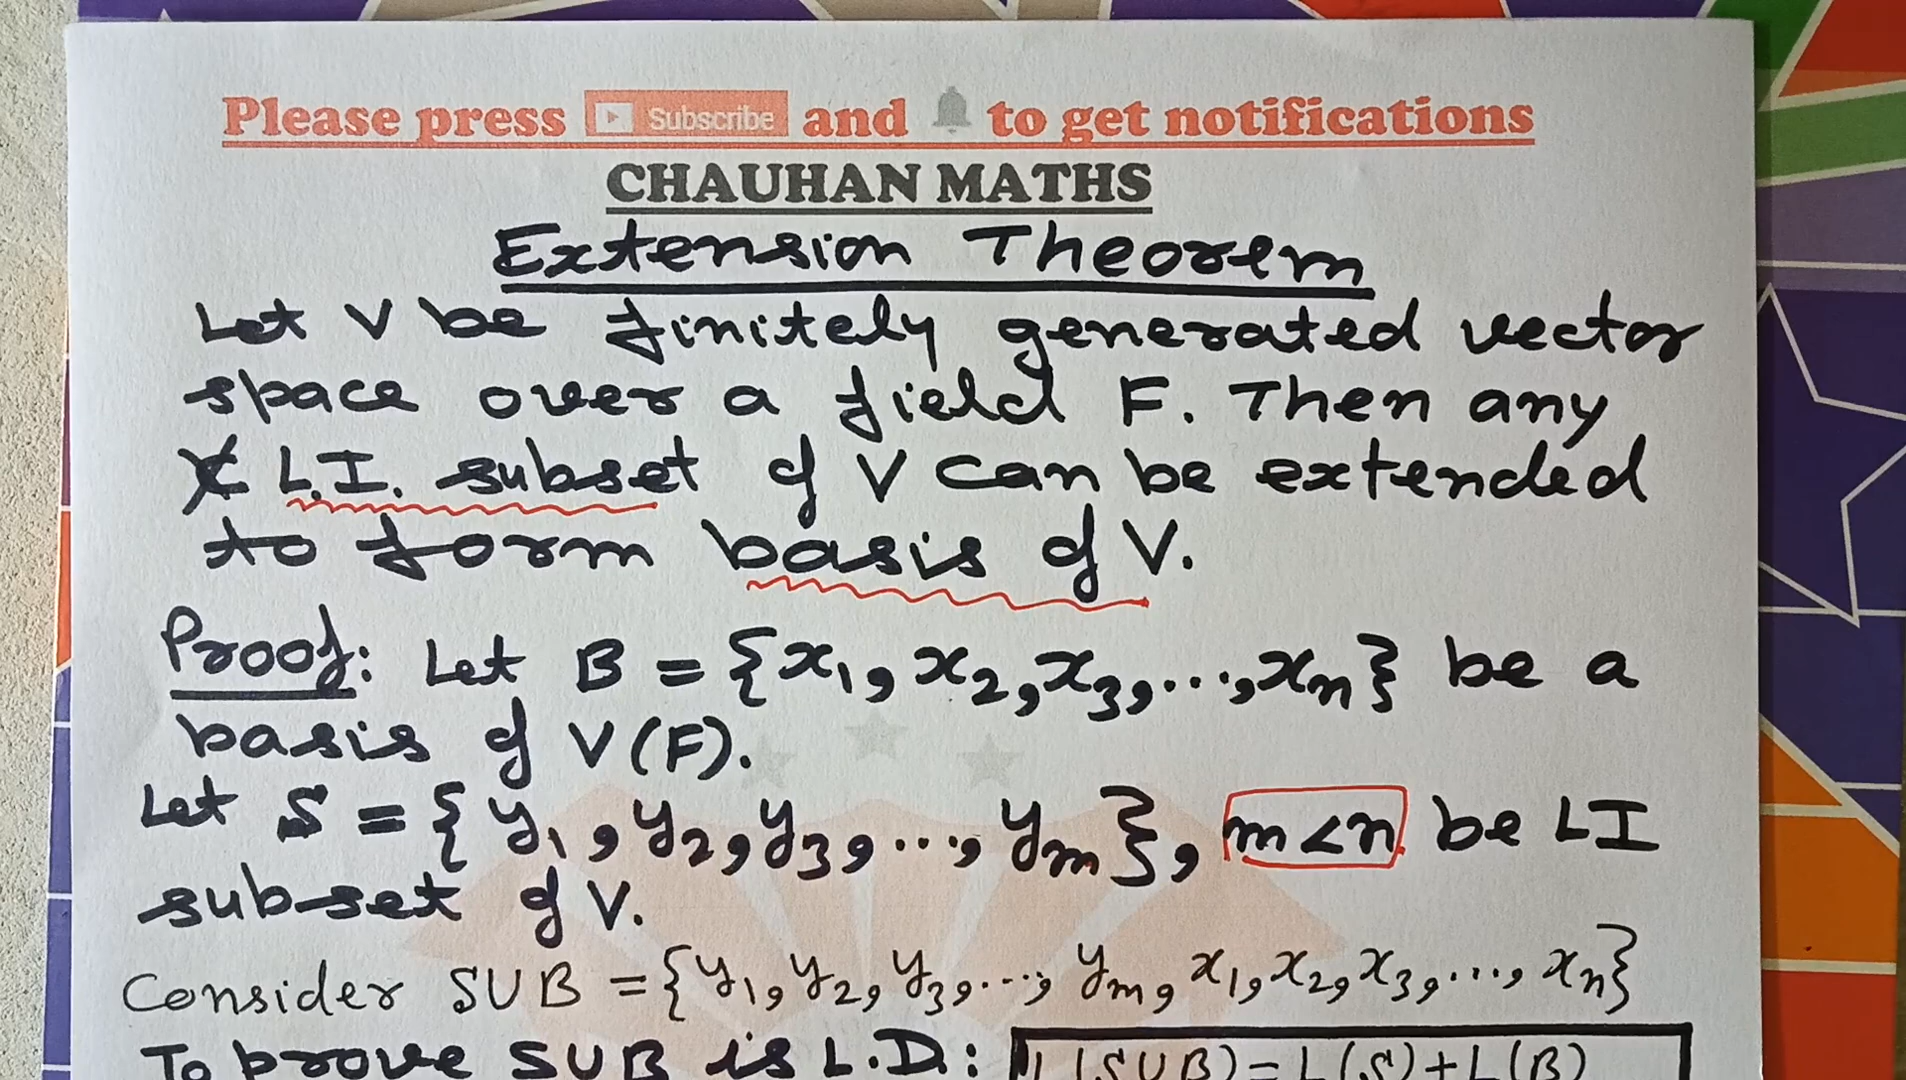 Please press Subscribe and to get notifications
CHAUHAN MATHS
Extension Theorem
Let V be finitely generated vector
space over a field F. Then any
L.I. subset of V can be extended
to form basis of V.
Proof: Let B = {x₁, x₂, x₃, ..., xₙ} be a
basis of V(F).
Let S = {y₁, y₂, y₃, ..., yₘ}, m<n be LI
subset of V.
Consider SUB = {y₁, y₂, y₃, ..., yₘ, x₁, x₂, x₃, ..., xₙ}
To prove SUB is L.D.: L(SUB) = L(S)+L(B)